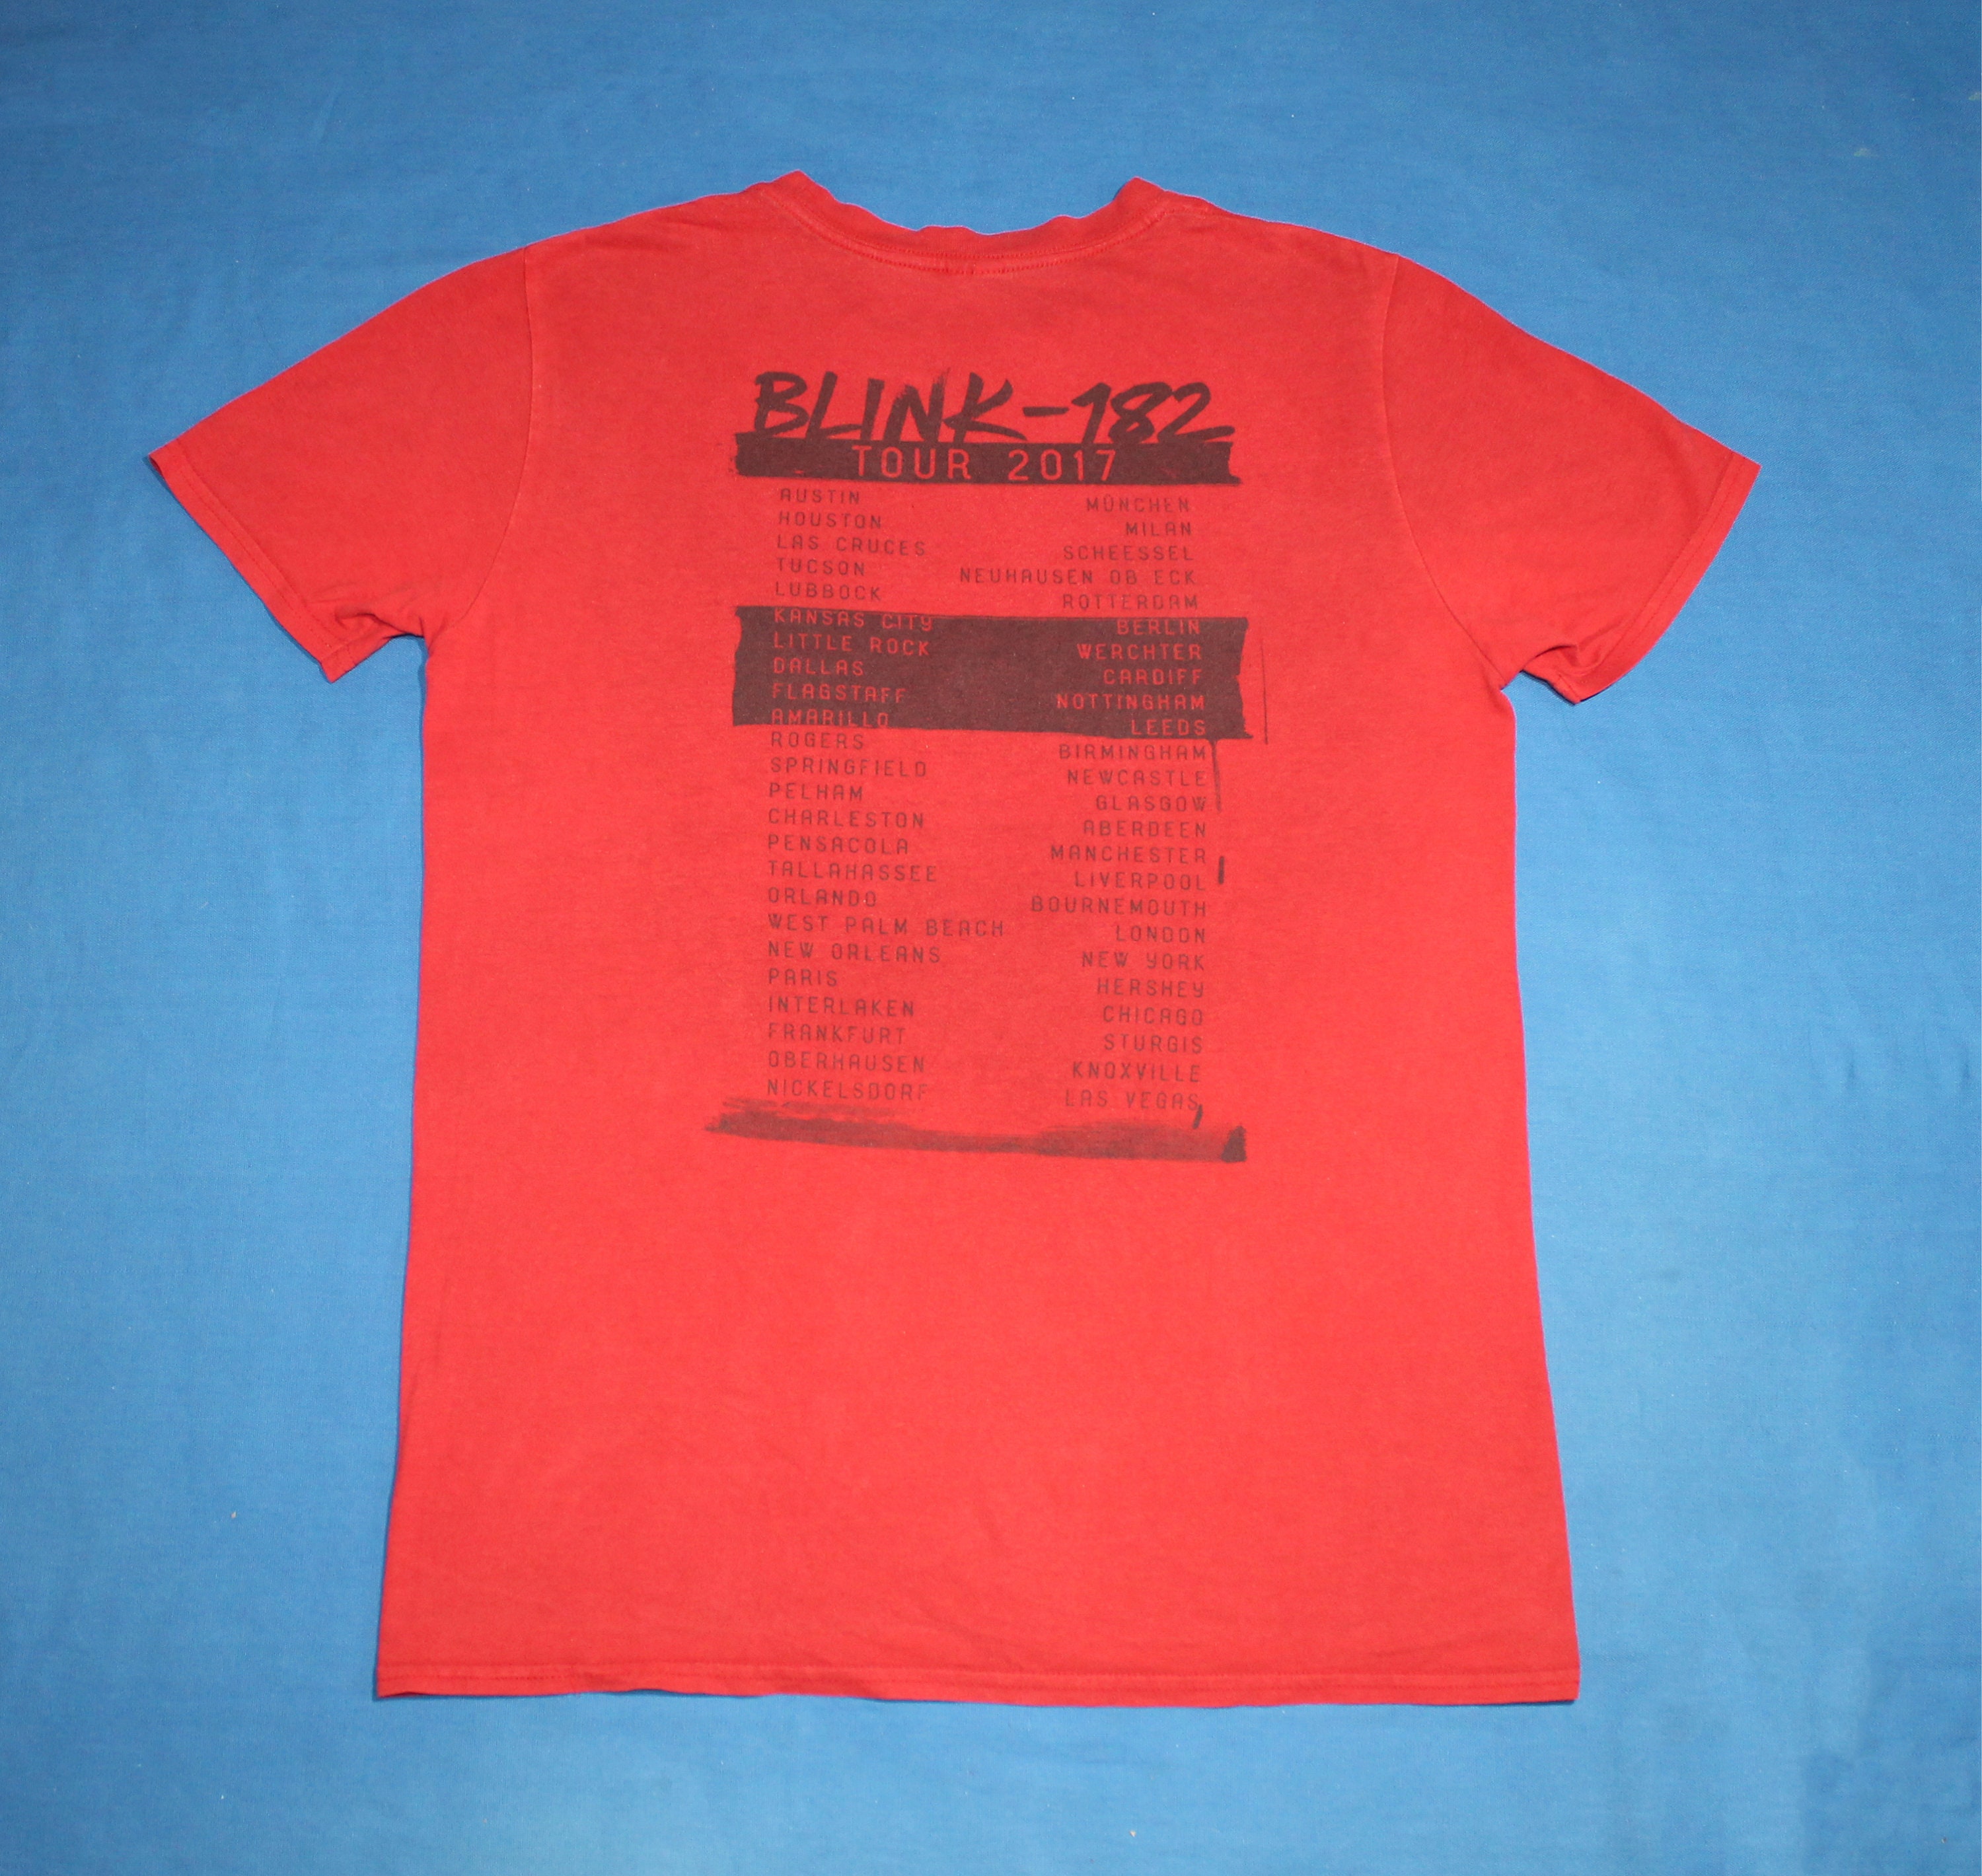 BLINK-182
TOUR 2017
AUSTIN
HOUSTON
LAS CRUCES
TUCSON
LUBBOCK
KANSAS CITY
LITTLE ROCK
DALLAS
FLAGSTAFF
AMARILLO
ROGERS
SPRINGFIELD
PELHAM
CHARLESTON
PENSACOLA
TALLAHASSEE
ORLANDO
WEST PALM BEACH
NEW ORLEANS
PARIS
INTERLAKEN
FRANKFURT
OBERHAUSEN
NICKELSDORF
MÜNCHEN
MILAN
SCHEESSEL
NEUHAUSEN OB ECK
ROTTERDAM
BERLIN
WERCHTER
CARDIFF
NOTTINGHAM
LEEDS
BIRMINGHAM
NEWCASTLE
GLASGOW
ABERDEEN
MANCHESTER
LIVERPOOL
BOURNEMOUTH
LONDON
NEW YORK
HERSHEY
CHICAGO
STURGIS
KNOXVILLE
LAS VEGAS